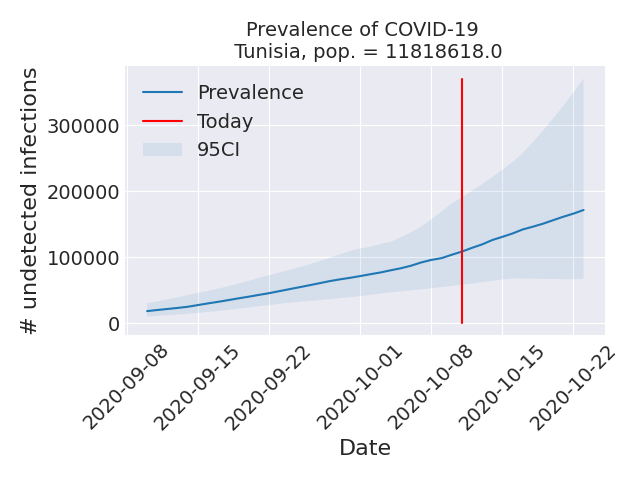 Prevalence of COVID-19
Tunisia, pop. = 11818618.0
Prevalence
Today
95CI
# undetected infections
300000
200000
100000
0
2020-09-08
2020-09-15
2020-09-22
2020-10-01
2020-10-08
2020-10-15
2020-10-22
Date